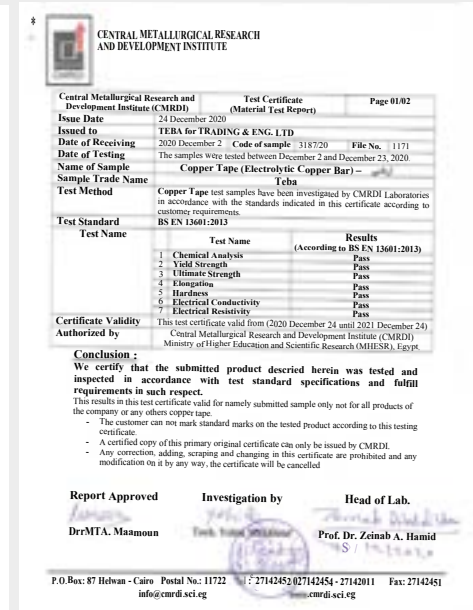 CENTRAL METALLURGICAL RESEARCH
AND DEVELOPMENT INSTITUTE
Central Metallurgical Research and Development Institute (CMRDI)
Test Certificate (Material Test Report)
Page 01/02
Issue Date 24 December 2020
Issued to TEBA for TRADING & ENG. LTD
Date of Receiving 2020 December 2 Code of sample 3187/20 File No. 1171
Date of Testing The samples were tested between December 2 and December 23, 2020.
Name of Sample Copper Tape (Electrolytic Copper Bar) –
Sample Trade Name Teba
Test Method Copper Tape test samples have been investigated by CMRDI Laboratories
in accordance with the standards indicated in this certificate according to
customer requirements.
Test Standard BS EN 13601:2013
Test Name Test Name Results
(According to BS EN 13601:2013)
1 Chemical Analysis Pass
2 Yield Strength Pass
3 Ultimate Strength Pass
4 Elongation Pass
5 Hardness Pass
6 Electrical Conductivity Pass
7 Electrical Resistivity Pass
Certificate Validity This test certificate valid from (2020 December 24 until 2021 December 24)
Authorized by Central Metallurgical Research and Development Institute (CMRDI)
Ministry of Higher Education and Scientific Research (MHESR), Egypt
Conclusion :
We certify that the submitted product descried herein was tested and
inspected in accordance with test standard specifications and fulfill
requirements in such respect.
This results in this test certificate valid for namely submitted sample only not for all products of
the company or any others copper tape.
- The customer can not mark standard marks on the tested product according to this testing
certificate.
- A certified copy of this primary original certificate can only be issued by CMRDI.
- Any correction, adding, scraping and changing in this certificate are prohibited and any
modification on it by any way, the certificate will be cancelled
Report Approved Investigation by Head of Lab.
DrrMTA. Maamoun Prof. Dr. Zeinab A. Hamid
P.O.Box: 87 Helwan - Cairo Postal No.: 11722 : 27142452 027142454 - 27142011 Fax: 27142451
info@cmrdi.sci.eg .cmrdi.sci.eg